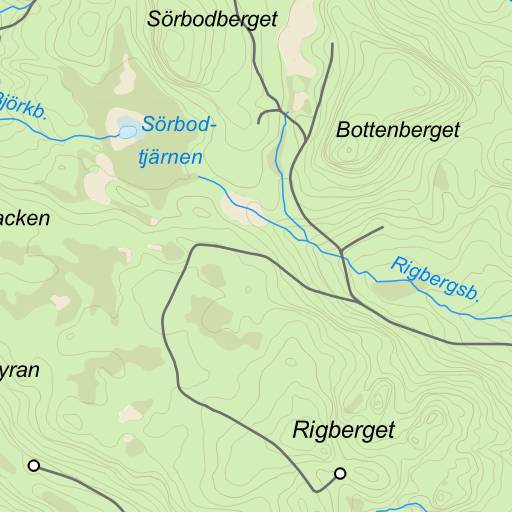 Sörbodberget
Björkb.
Sörbod-
tjärnen
Bottenberget
acken
Rigbergsb.
yran
Rigberget